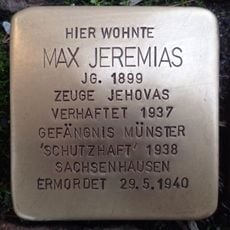 HIER WOHNTE
MAX JEREMIAS
JG. 1899
ZEUGE JEHOVAS
VERHAFTET 1937
GEFÄNGNIS MÜNSTER
'SCHUTZHAFT' 1938
SACHSENHAUSEN
ERMORDET 29.5.1940